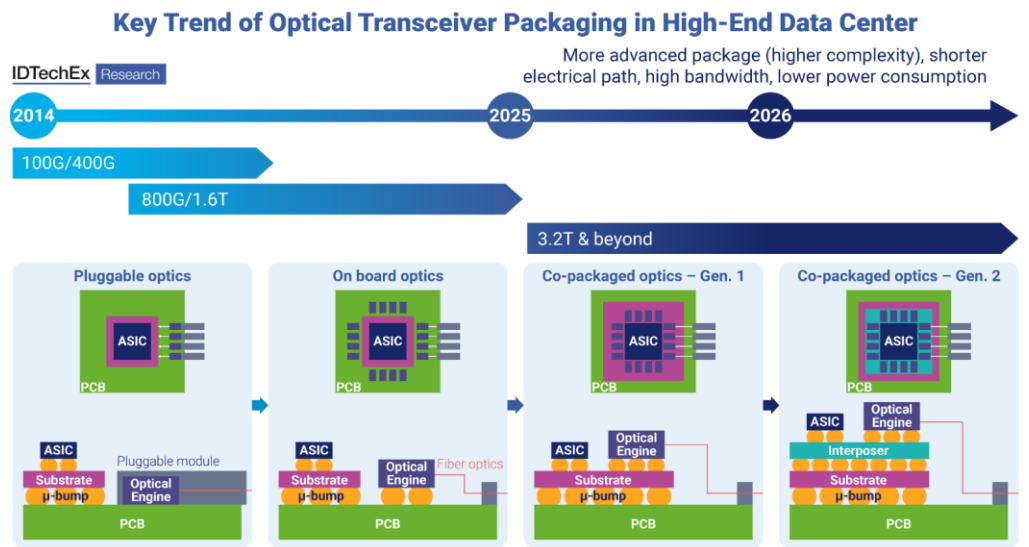 Key Trend of Optical Transceiver Packaging in High-End Data Center
IDTechEx Research
More advanced package (higher complexity), shorter
electrical path, high bandwidth, lower power consumption
2014
2025
2026
100G/400G
800G/1.6T
3.2T & beyond
Pluggable optics
ASIC
PCB
ASIC
Pluggable module
Substrate
Optical
Engine
μ-bump
PCB
On board optics
ASIC
PCB
ASIC
Optical
Engine
Fiber optics
Substrate
μ-bump
PCB
Co-packaged optics – Gen. 1
ASIC
PCB
Optical
Engine
ASIC
Substrate
μ-bump
PCB
Co-packaged optics – Gen. 2
ASIC
PCB
Optical
Engine
ASIC
Interposer
Substrate
μ-bump
PCB